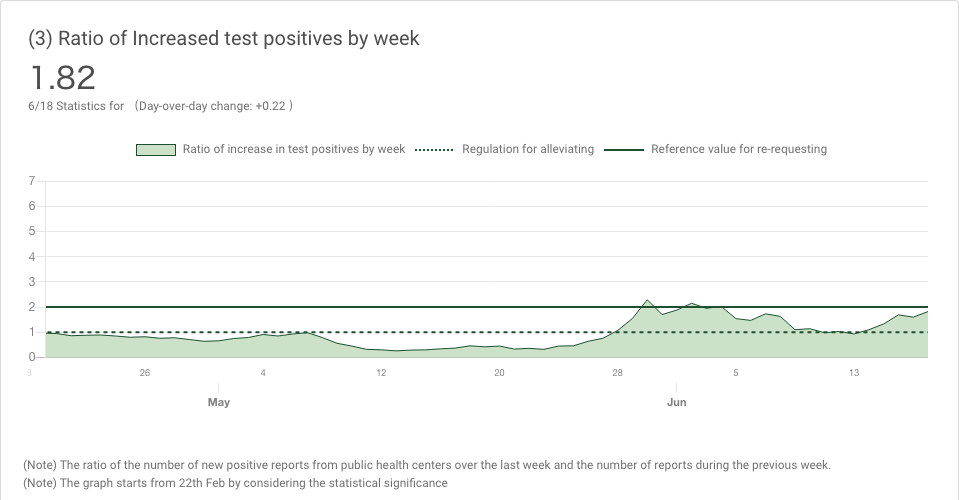 (3) Ratio of Increased test positives by week
1.82
6/18 Statistics for （Day-over-day change: +0.22 ）
Ratio of increase in test positives by week Regulation for alleviating Reference value for re-requesting
7
6
5
4
3
2
1
0
8 26 4 12 20 28 5 13
May Jun
(Note) The ratio of the number of new positive reports from public health centers over the last week and the number of reports during the previous week.
(Note) The graph starts from 22th Feb by considering the statistical significance